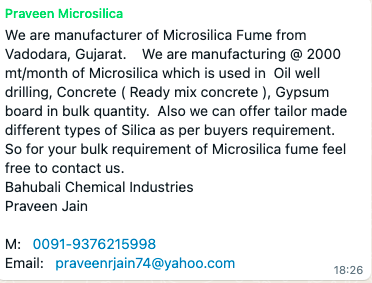 Praveen Microsilica
We are manufacturer of Microsilica Fume from
Vadodara, Gujarat.    We are manufacturing @ 2000
mt/month of Microsilica which is used in  Oil well
drilling, Concrete ( Ready mix concrete ), Gypsum
board in bulk quantity.  Also we can offer tailor made
different types of Silica as per buyers requirement.
So for your bulk requirement of Microsilica fume feel
free to contact us.
Bahubali Chemical Industries
Praveen Jain
M:   0091-9376215998
Email:   praveenrjain74@yahoo.com
18:26